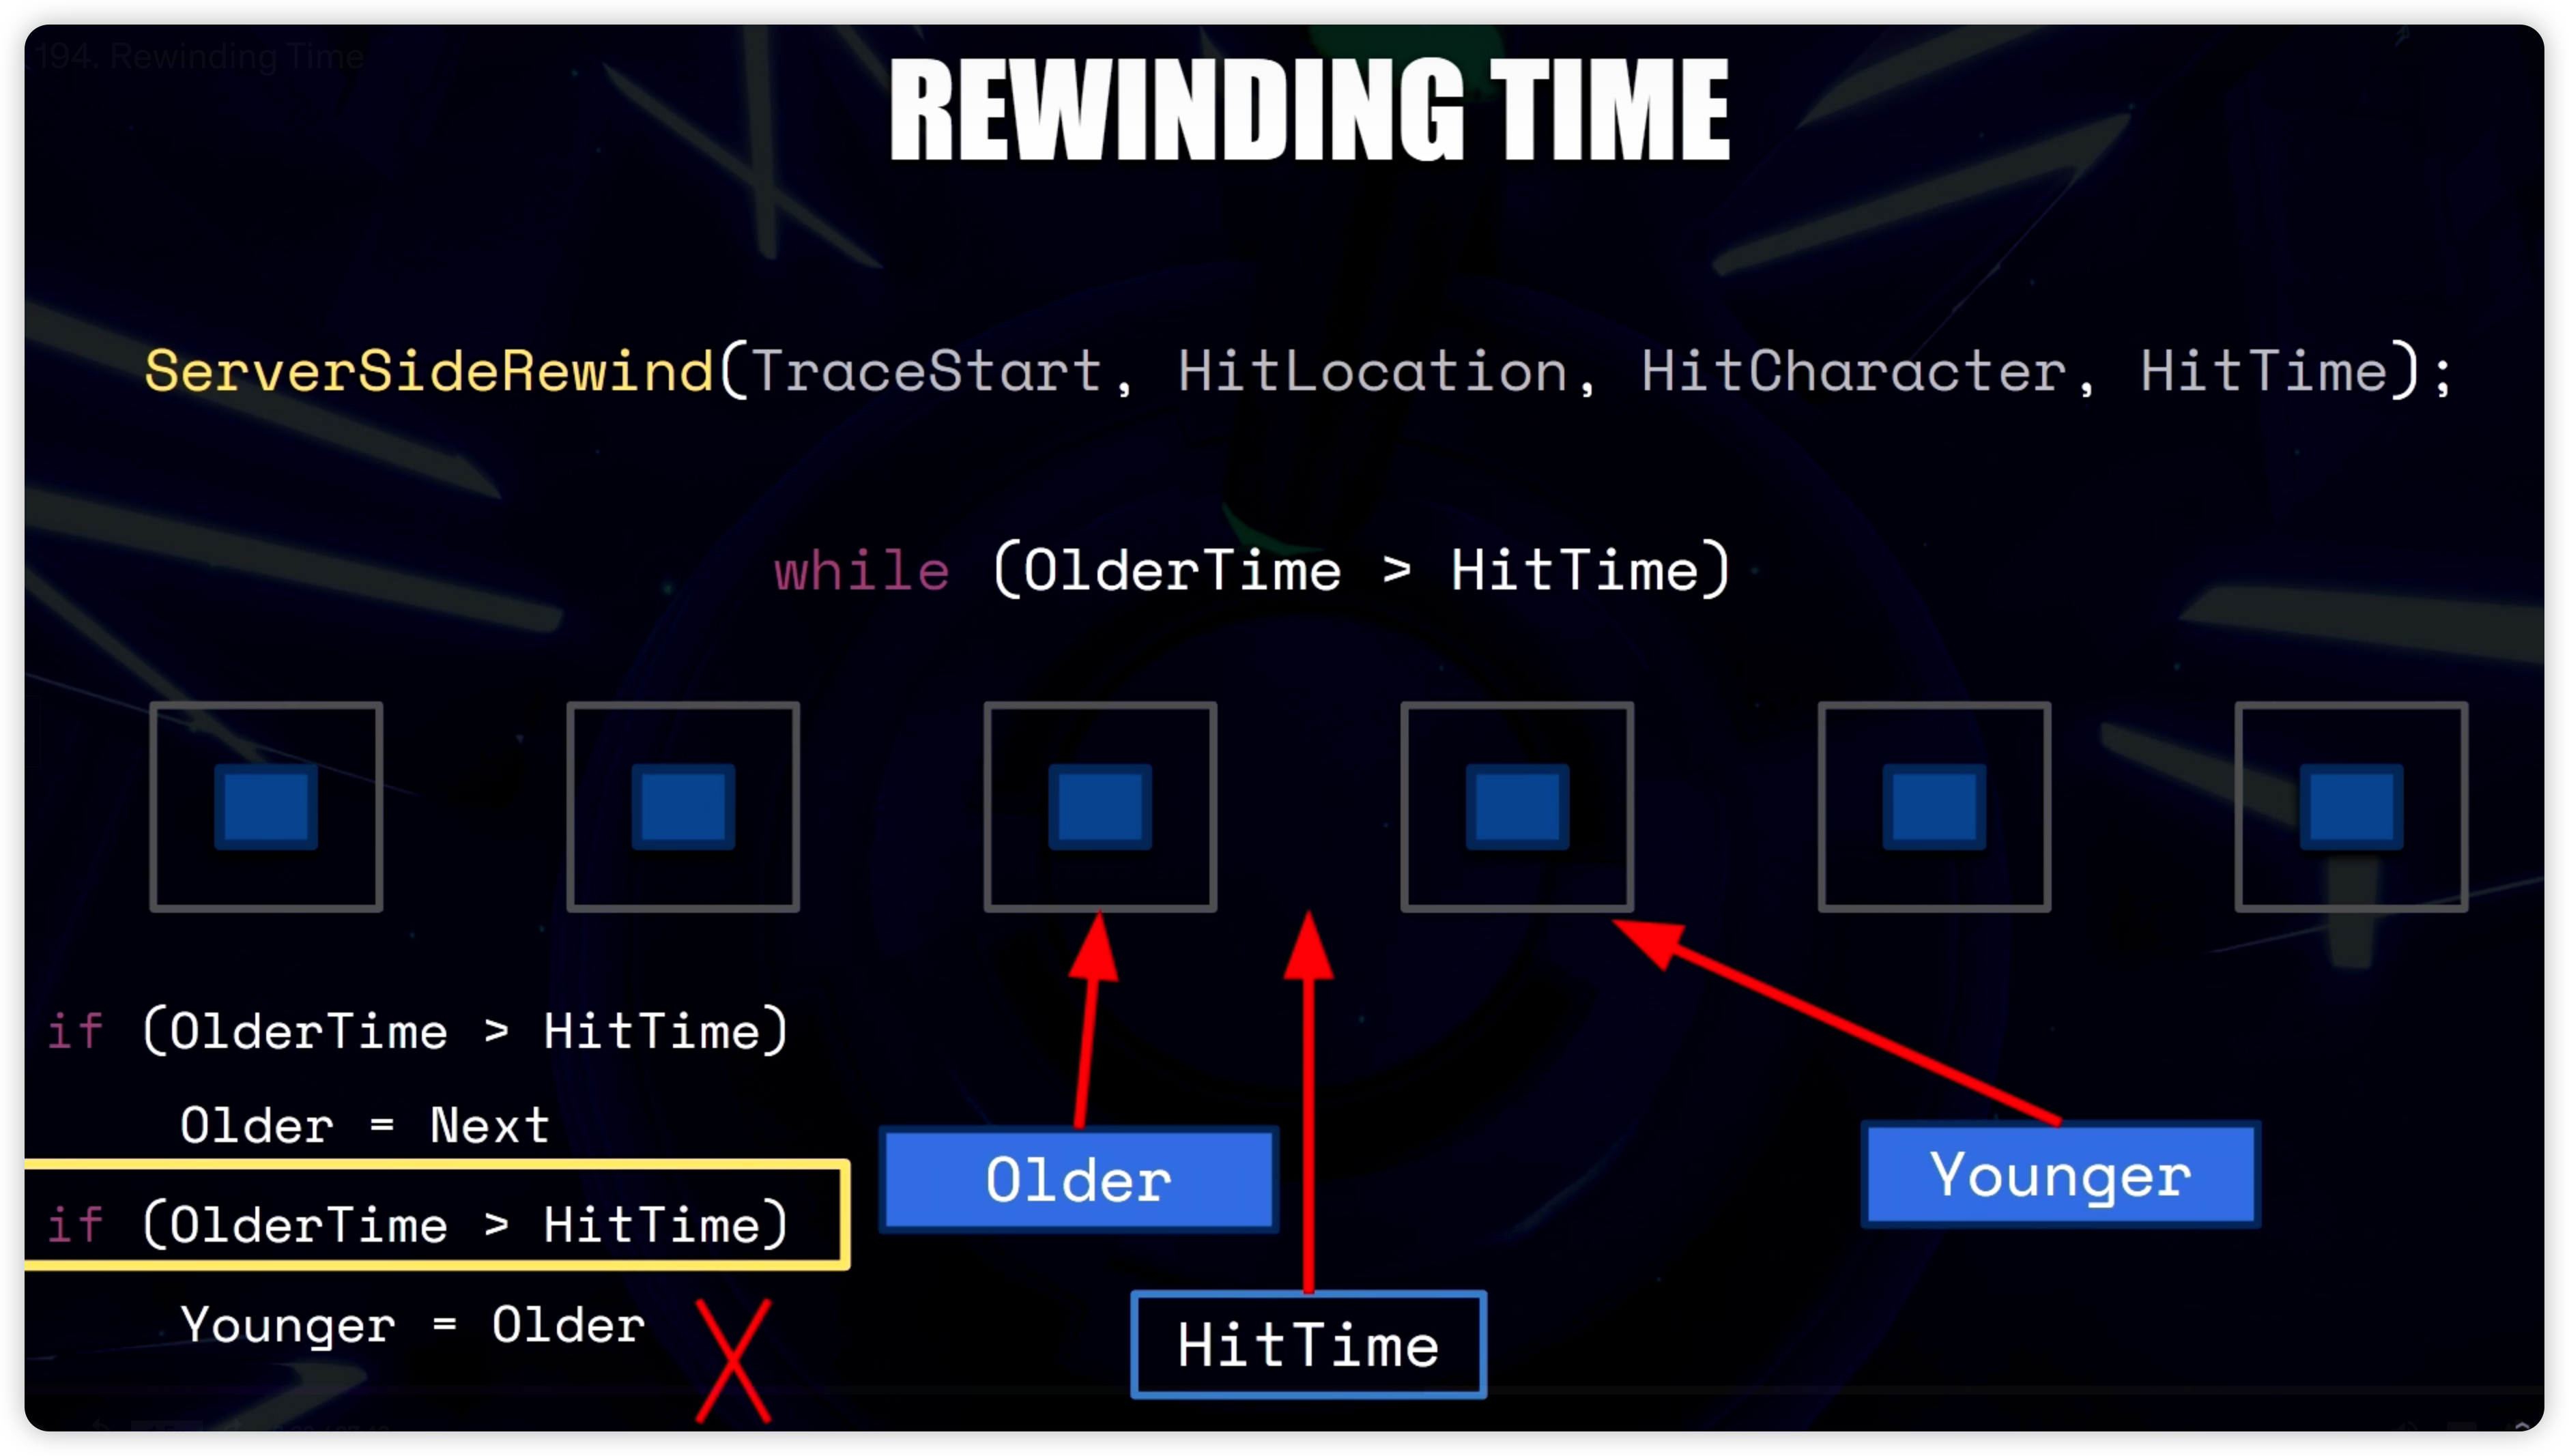 194. Rewinding Time
REWINDING TIME
ServerSideRewind(TraceStart, HitLocation, HitCharacter, HitTime);
while (OlderTime > HitTime)
if (OlderTime > HitTime)
Older = Next
if (OlderTime > HitTime)
Younger = Older
Older
Younger
HitTime